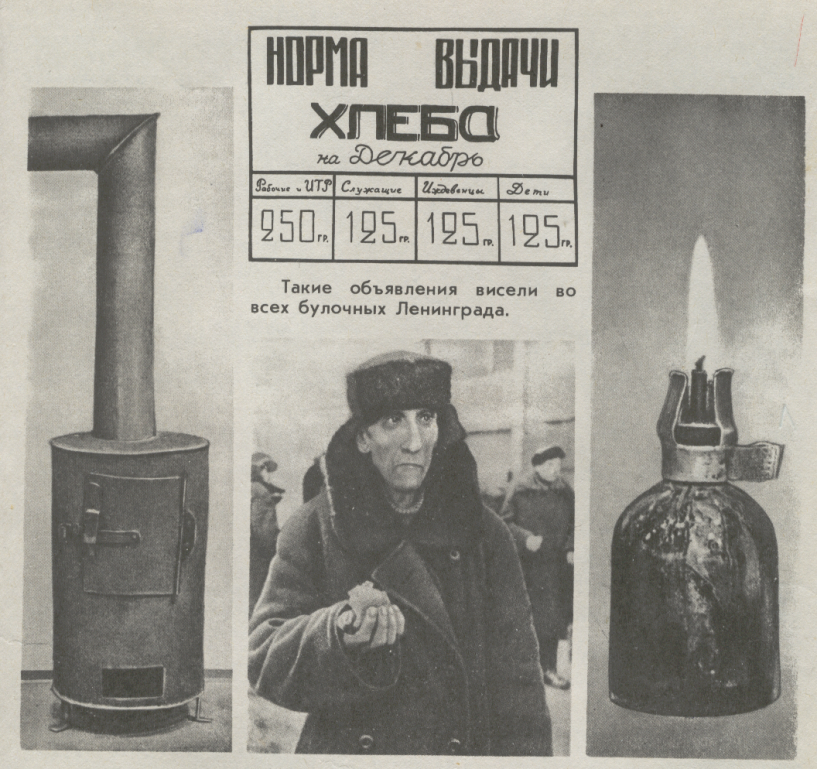 НОРМА ВЫДАЧИ
ХЛЕБА
на Декабрь
Рабочие и ИТР Служащие Иждевенцы Дети
250 гр. 125 гр. 125 гр. 125 гр.
Такие объявления висели во
всех булочных Ленинграда.